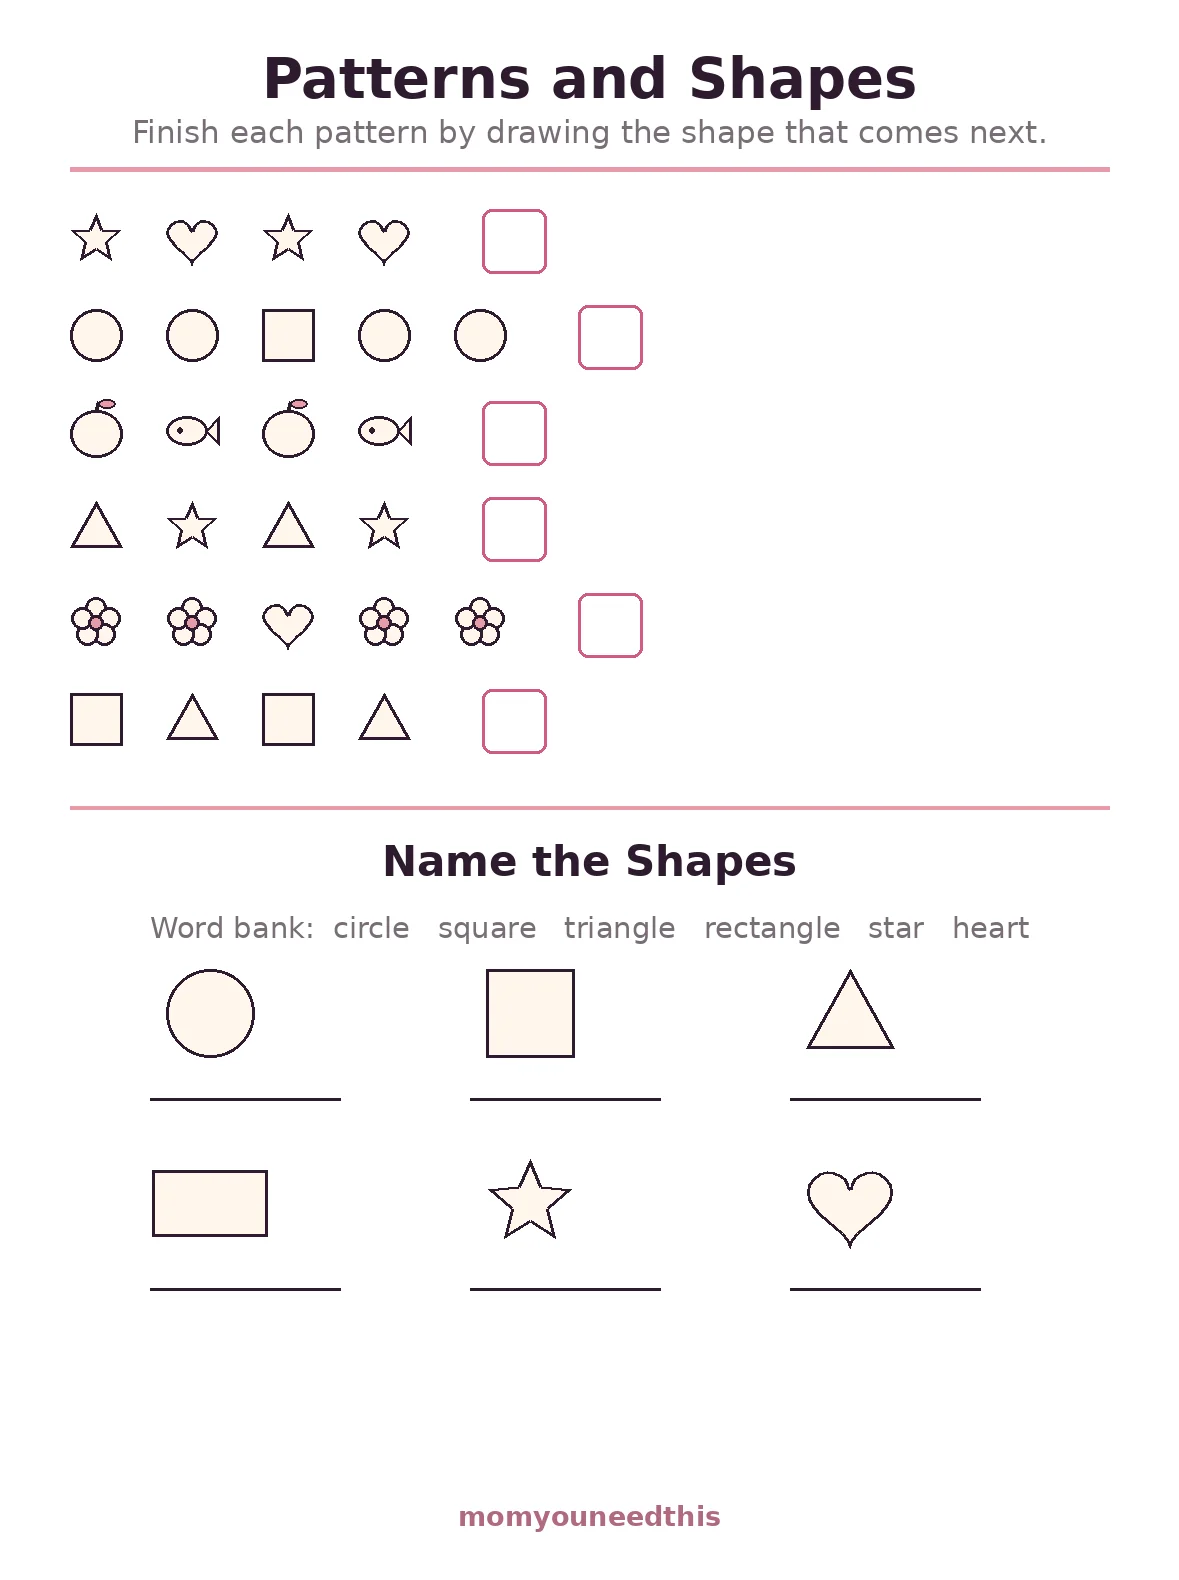 Patterns and Shapes
Finish each pattern by drawing the shape that comes next.
Name the Shapes
Word bank: circle square triangle rectangle star heart
momyouneedthis